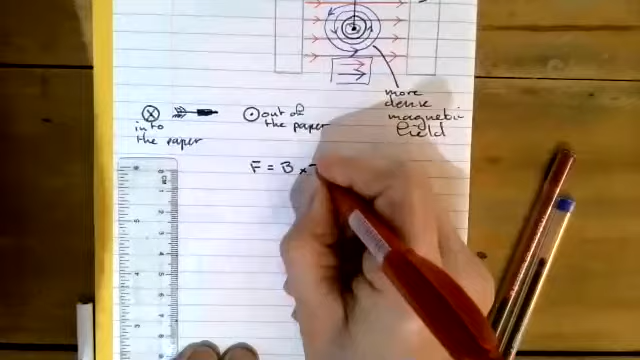 more
dense
magnetic
field
into
the paper
out of
the paper
F = B ×